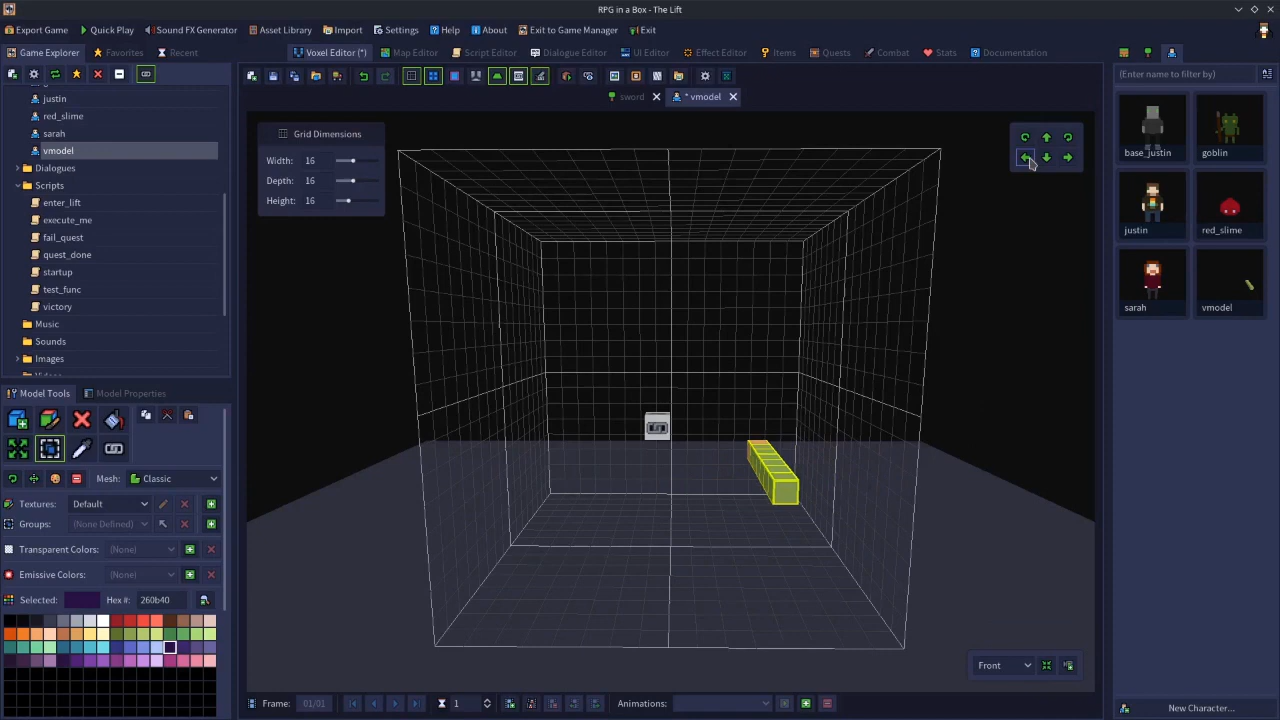 RPG in a Box - The Lift
Export Game
Quick Play
Sound FX Generator
Asset Library
Import
Settings
Help
About
Exit to Game Manager
Exit
Game Explorer
Favorites
Recent
Voxel Editor (*)
Map Editor
Script Editor
Dialogue Editor
UI Editor
Effect Editor
Items
Quests
Combat
Stats
Documentation
sword
* vmodel
(Enter name to filter by)
justin
red_slime
sarah
vmodel
Dialogues
Scripts
enter_lift
execute_me
fail_quest
quest_done
startup
test_func
victory
Music
Sounds
Images
Grid Dimensions
Width: 16
Depth: 16
Height: 16
base_justin
goblin
justin
red_slime
sarah
vmodel
Model Tools
Model Properties
Mesh: Classic
Textures: Default
Groups: (None Defined)
Transparent Colors: (None)
Emissive Colors: (None)
Selected: Hex #: 260b40
Front
Frame: 01/01
1
Animations:
New Character...